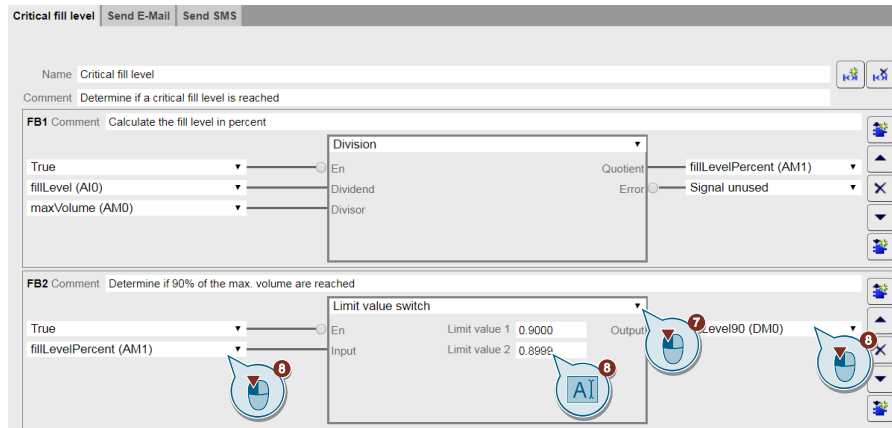 Critical fill level Send E-Mail Send SMS
Name Critical fill level
Comment Determine if a critical fill level is reached
FB1 Comment Calculate the fill level in percent
Division
True En Quotient fillLevelPercent (AM1)
fillLevel (AI0) Dividend Error Signal unused
maxVolume (AM0) Divisor
FB2 Comment Determine if 90% of the max. volume are reached
Limit value switch
7
True En Limit value 1 0.9000 Output Level90 (DM0)
8
fillLevelPercent (AM1) Input Limit value 2 0.8999
8
8
A